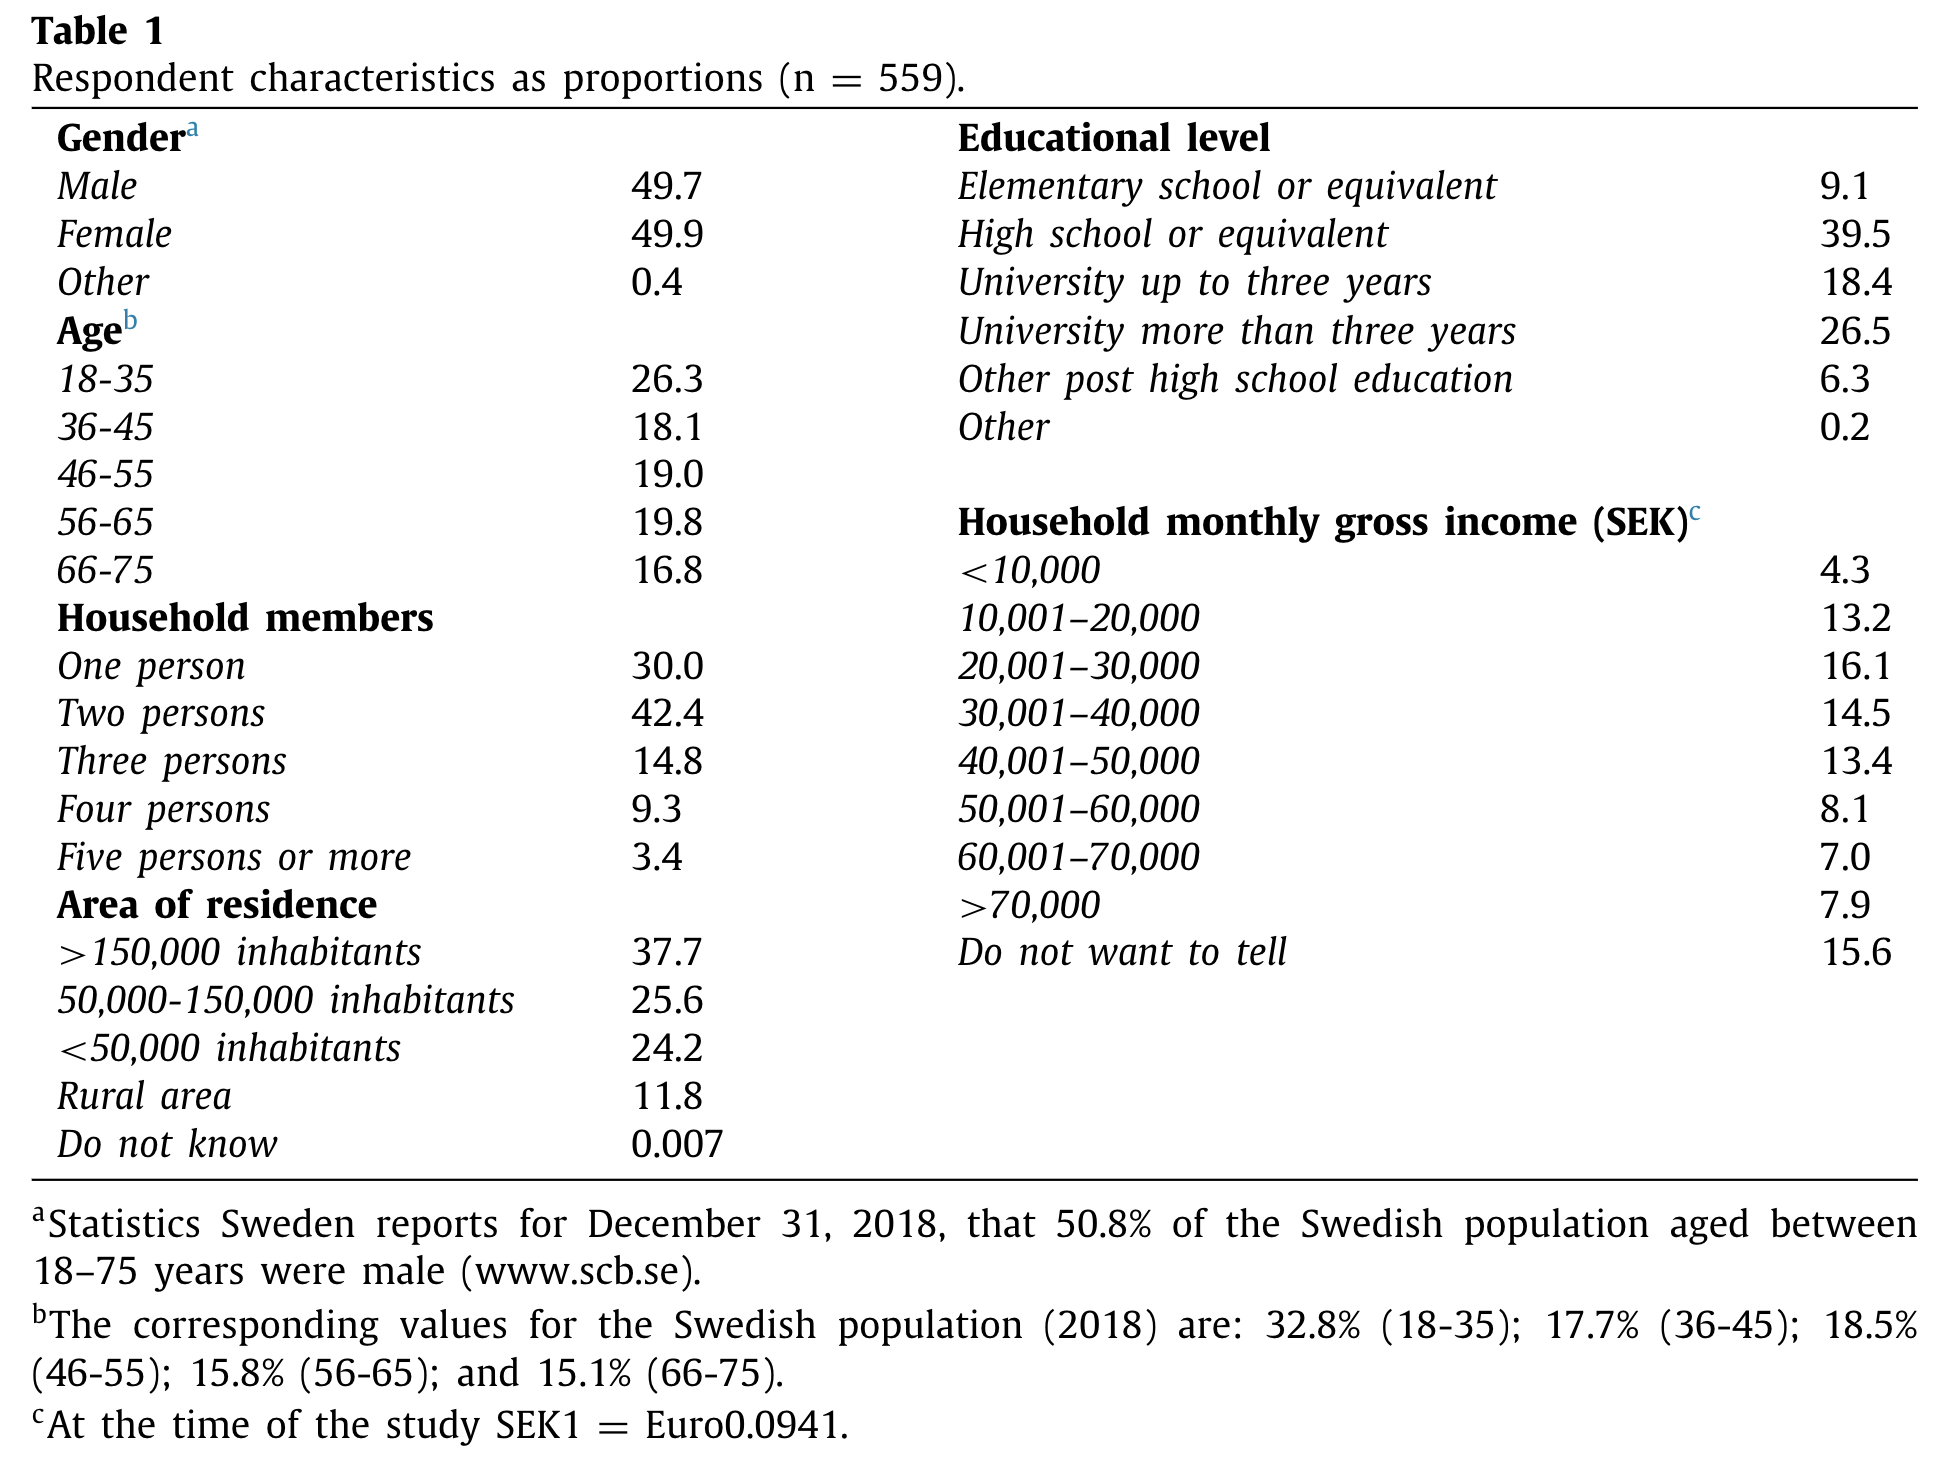 Table 1
Respondent characteristics as proportions (n = 559).
Gendera
Male 49.7
Female 49.9
Other 0.4
Ageb
18-35 26.3
36-45 18.1
46-55 19.0
56-65 19.8
66-75 16.8
Household members
One person 30.0
Two persons 42.4
Three persons 14.8
Four persons 9.3
Five persons or more 3.4
Area of residence
>150,000 inhabitants 37.7
50,000-150,000 inhabitants 25.6
<50,000 inhabitants 24.2
Rural area 11.8
Do not know 0.007
Educational level
Elementary school or equivalent 9.1
High school or equivalent 39.5
University up to three years 18.4
University more than three years 26.5
Other post high school education 6.3
Other 0.2
Household monthly gross income (SEK)c
<10,000 4.3
10,001–20,000 13.2
20,001–30,000 16.1
30,001–40,000 14.5
40,001–50,000 13.4
50,001–60,000 8.1
60,001–70,000 7.0
>70,000 7.9
Do not want to tell 15.6
aStatistics Sweden reports for December 31, 2018, that 50.8% of the Swedish population aged between
18–75 years were male (www.scb.se).
bThe corresponding values for the Swedish population (2018) are: 32.8% (18-35); 17.7% (36-45); 18.5%
(46-55); 15.8% (56-65); and 15.1% (66-75).
cAt the time of the study SEK1 = Euro0.0941.